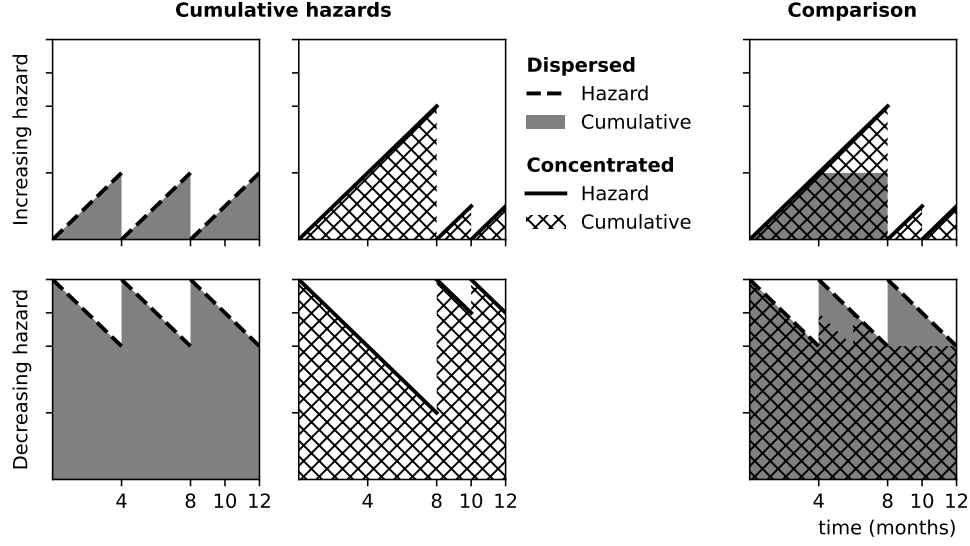 Cumulative hazards
Comparison
Increasing hazard
Dispersed
Hazard
Cumulative
Concentrated
Hazard
Cumulative
Decreasing hazard
4 8 10 12
4 8 10 12
4 8 10 12
time (months)